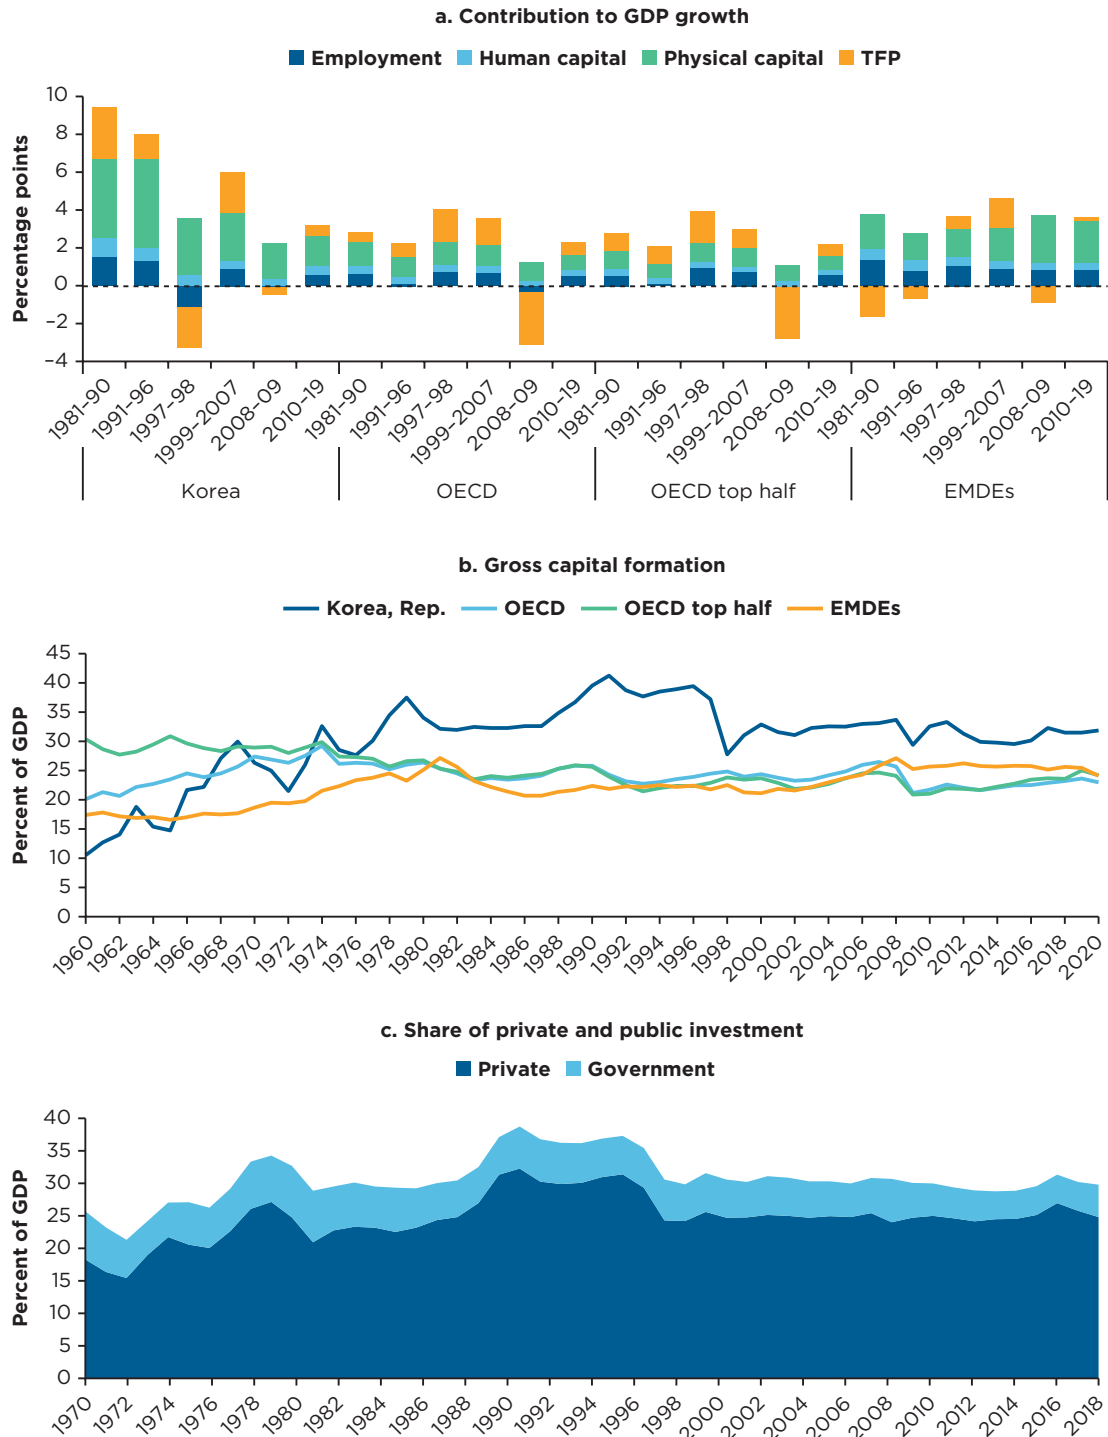 a. Contribution to GDP growth
Employment Human capital Physical capital TFP
Percentage points
10
8
6
4
2
0
−2
−4
1981–90 1991–96 1997–98 1999–2007 2008–09 2010–19 1981–90 1991–96 1997–98 1999–2007 2008–09 2010–19 1981–90 1991–96 1997–98 1999–2007 2008–09 2010–19 1981–90 1991–96 1997–98 1999–2007 2008–09 2010–19
Korea OECD OECD top half EMDEs
b. Gross capital formation
Korea, Rep. OECD OECD top half EMDEs
Percent of GDP
45
40
35
30
25
20
15
10
5
0
1960 1962 1964 1966 1968 1970 1972 1974 1976 1978 1980 1982 1984 1986 1988 1990 1992 1994 1996 1998 2000 2002 2004 2006 2008 2010 2012 2014 2016 2018 2020
c. Share of private and public investment
Private Government
Percent of GDP
40
35
30
25
20
15
10
5
0
1970 1972 1974 1976 1978 1980 1982 1984 1986 1988 1990 1992 1994 1996 1998 2000 2002 2004 2006 2008 2010 2012 2014 2016 2018